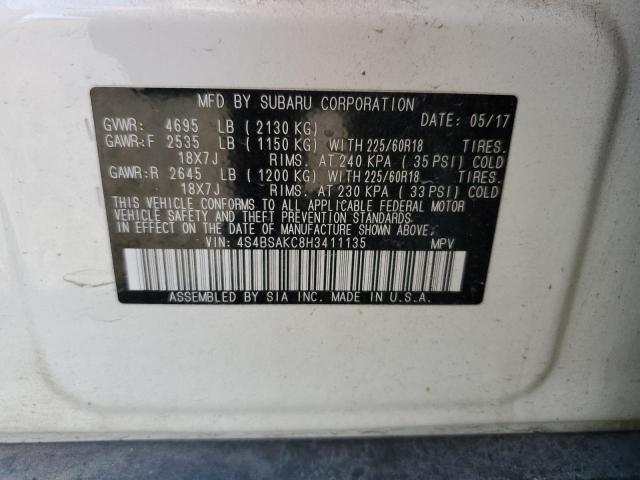 MFD BY SUBARU CORPORATION
GVWR: 4695 LB ( 2130 KG) DATE: 05/17
GAWR:F 2535 LB ( 1150 KG) WITH 225/60R18 TIRES.
18X7J RIMS. AT 240 KPA ( 35 PSI) COLD
GAWR:R 2645 LB ( 1200 KG) WITH 225/60R18 TIRES.
18X7J RIMS. AT 230 KPA ( 33 PSI) COLD
THIS VEHICLE CONFORMS TO ALL APPLICABLE FEDERAL MOTOR
VEHICLE SAFETY AND THEFT PREVENTION STANDARDS
IN EFFECT ON THE DATE OF MANUFACTURE SHOWN ABOVE.
VIN: 4S4BSAKC8H3411135 MPV
ASSEMBLED BY SIA INC. MADE IN U.S.A.